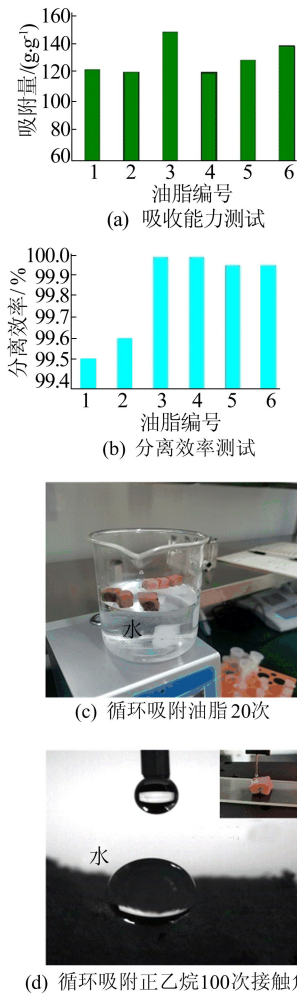 吸附量/(g·g⁻¹)
160
140
120
100
80
60
1 2 3 4 5 6
油脂编号
(a) 吸收能力测试
分离效率/%
100.0
99.9
99.8
99.7
99.6
99.5
99.4
1 2 3 4 5 6
油脂编号
(b) 分离效率测试
水
(c) 循环吸附油脂20次
水
(d) 循环吸附正乙烷100次接触